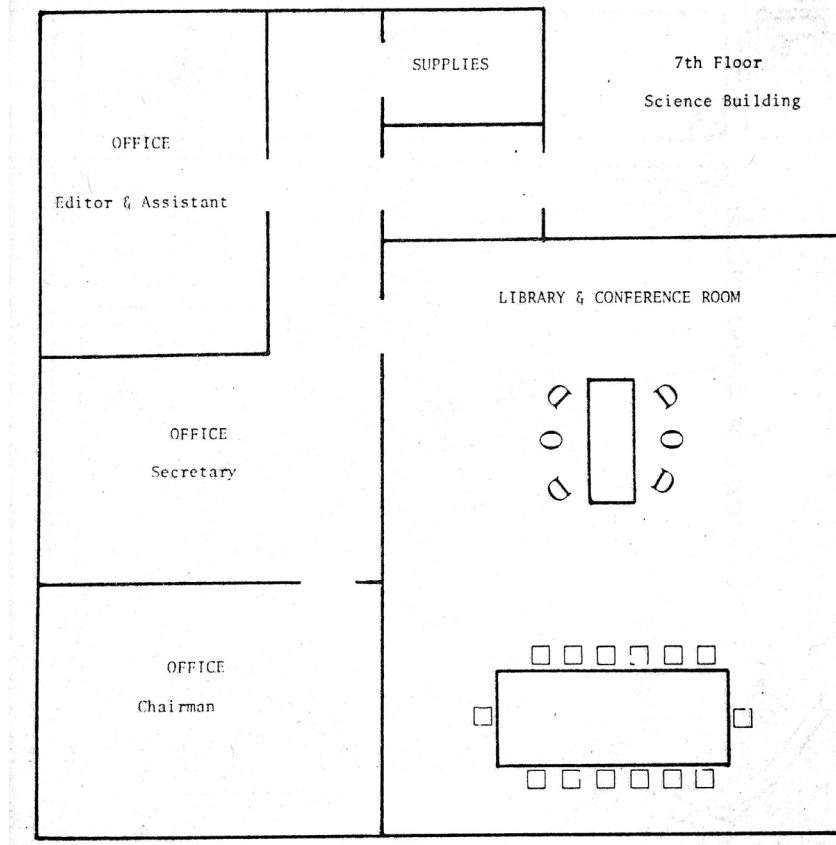 SUPPLIES
7th Floor
Science Building
OFFICE
Editor & Assistant
LIBRARY & CONFERENCE ROOM
OFFICE
Secretary
OFFICE
Chairman